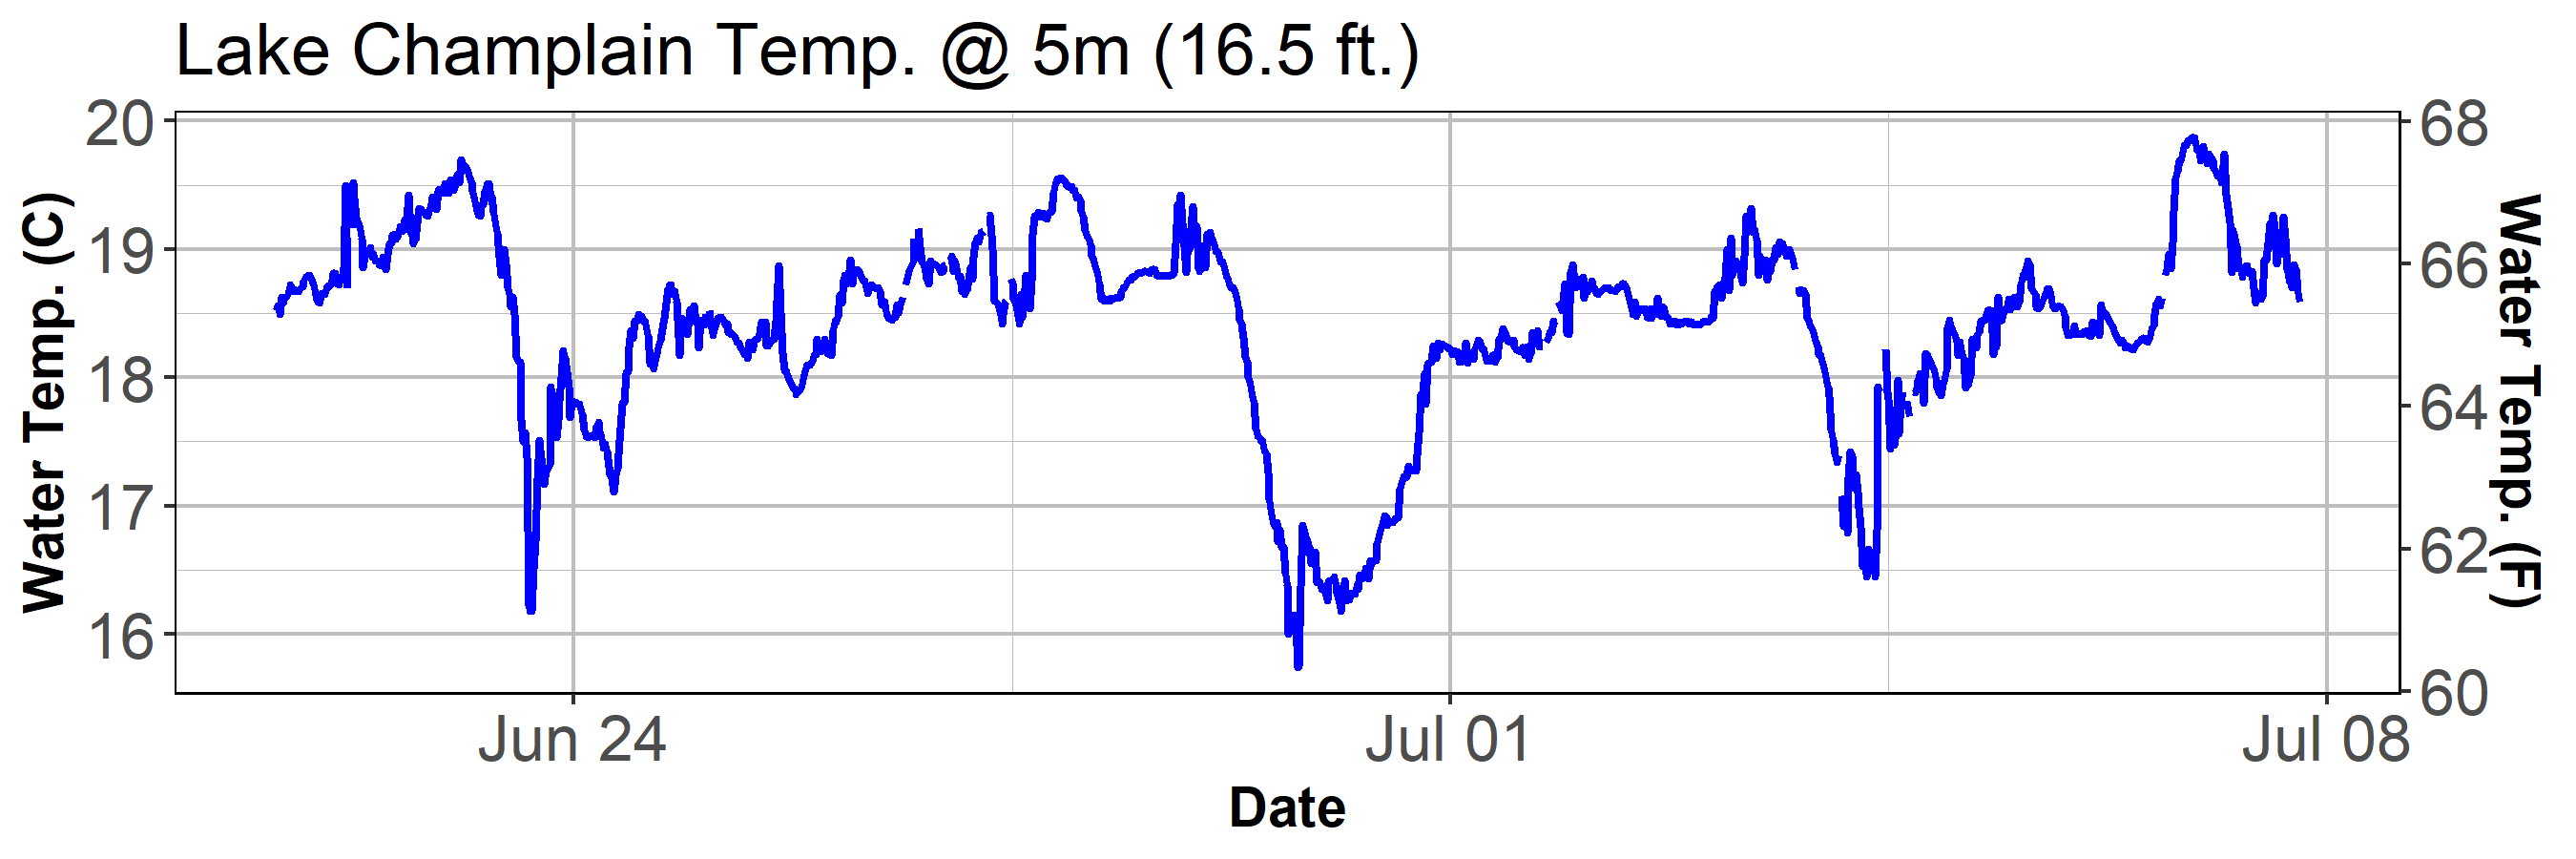 Lake Champlain Temp. @ 5m (16.5 ft.)
Water Temp. (C)
20
19
18
17
16
68
66
64
62
60
Water Temp. (F)
Jun 24
Jul 01
Jul 08
Date